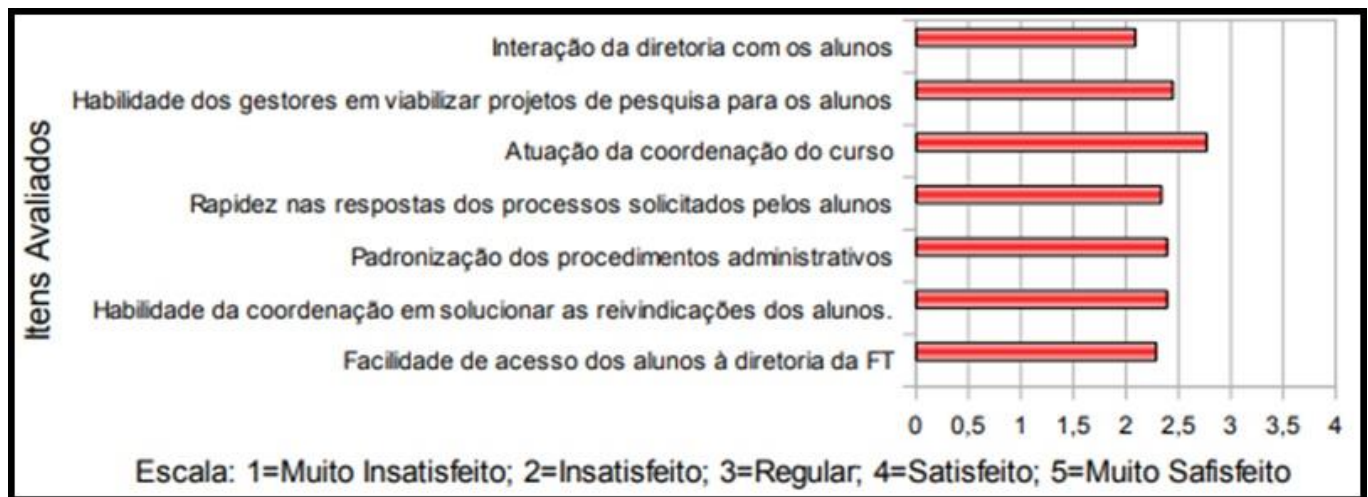 Interação da diretoria com os alunos
Habilidade dos gestores em viabilizar projetos de pesquisa para os alunos
Atuação da coordenação do curso
Rapidez nas respostas dos processos solicitados pelos alunos
Padronização dos procedimentos administrativos
Habilidade da coordenação em solucionar as reivindicações dos alunos.
Facilidade de acesso dos alunos à diretoria da FT
Itens Avaliados
0 0,5 1 1,5 2 2,5 3 3,5 4
Escala: 1=Muito Insatisfeito; 2=Insatisfeito; 3=Regular; 4=Satisfeito; 5=Muito Safisfeito